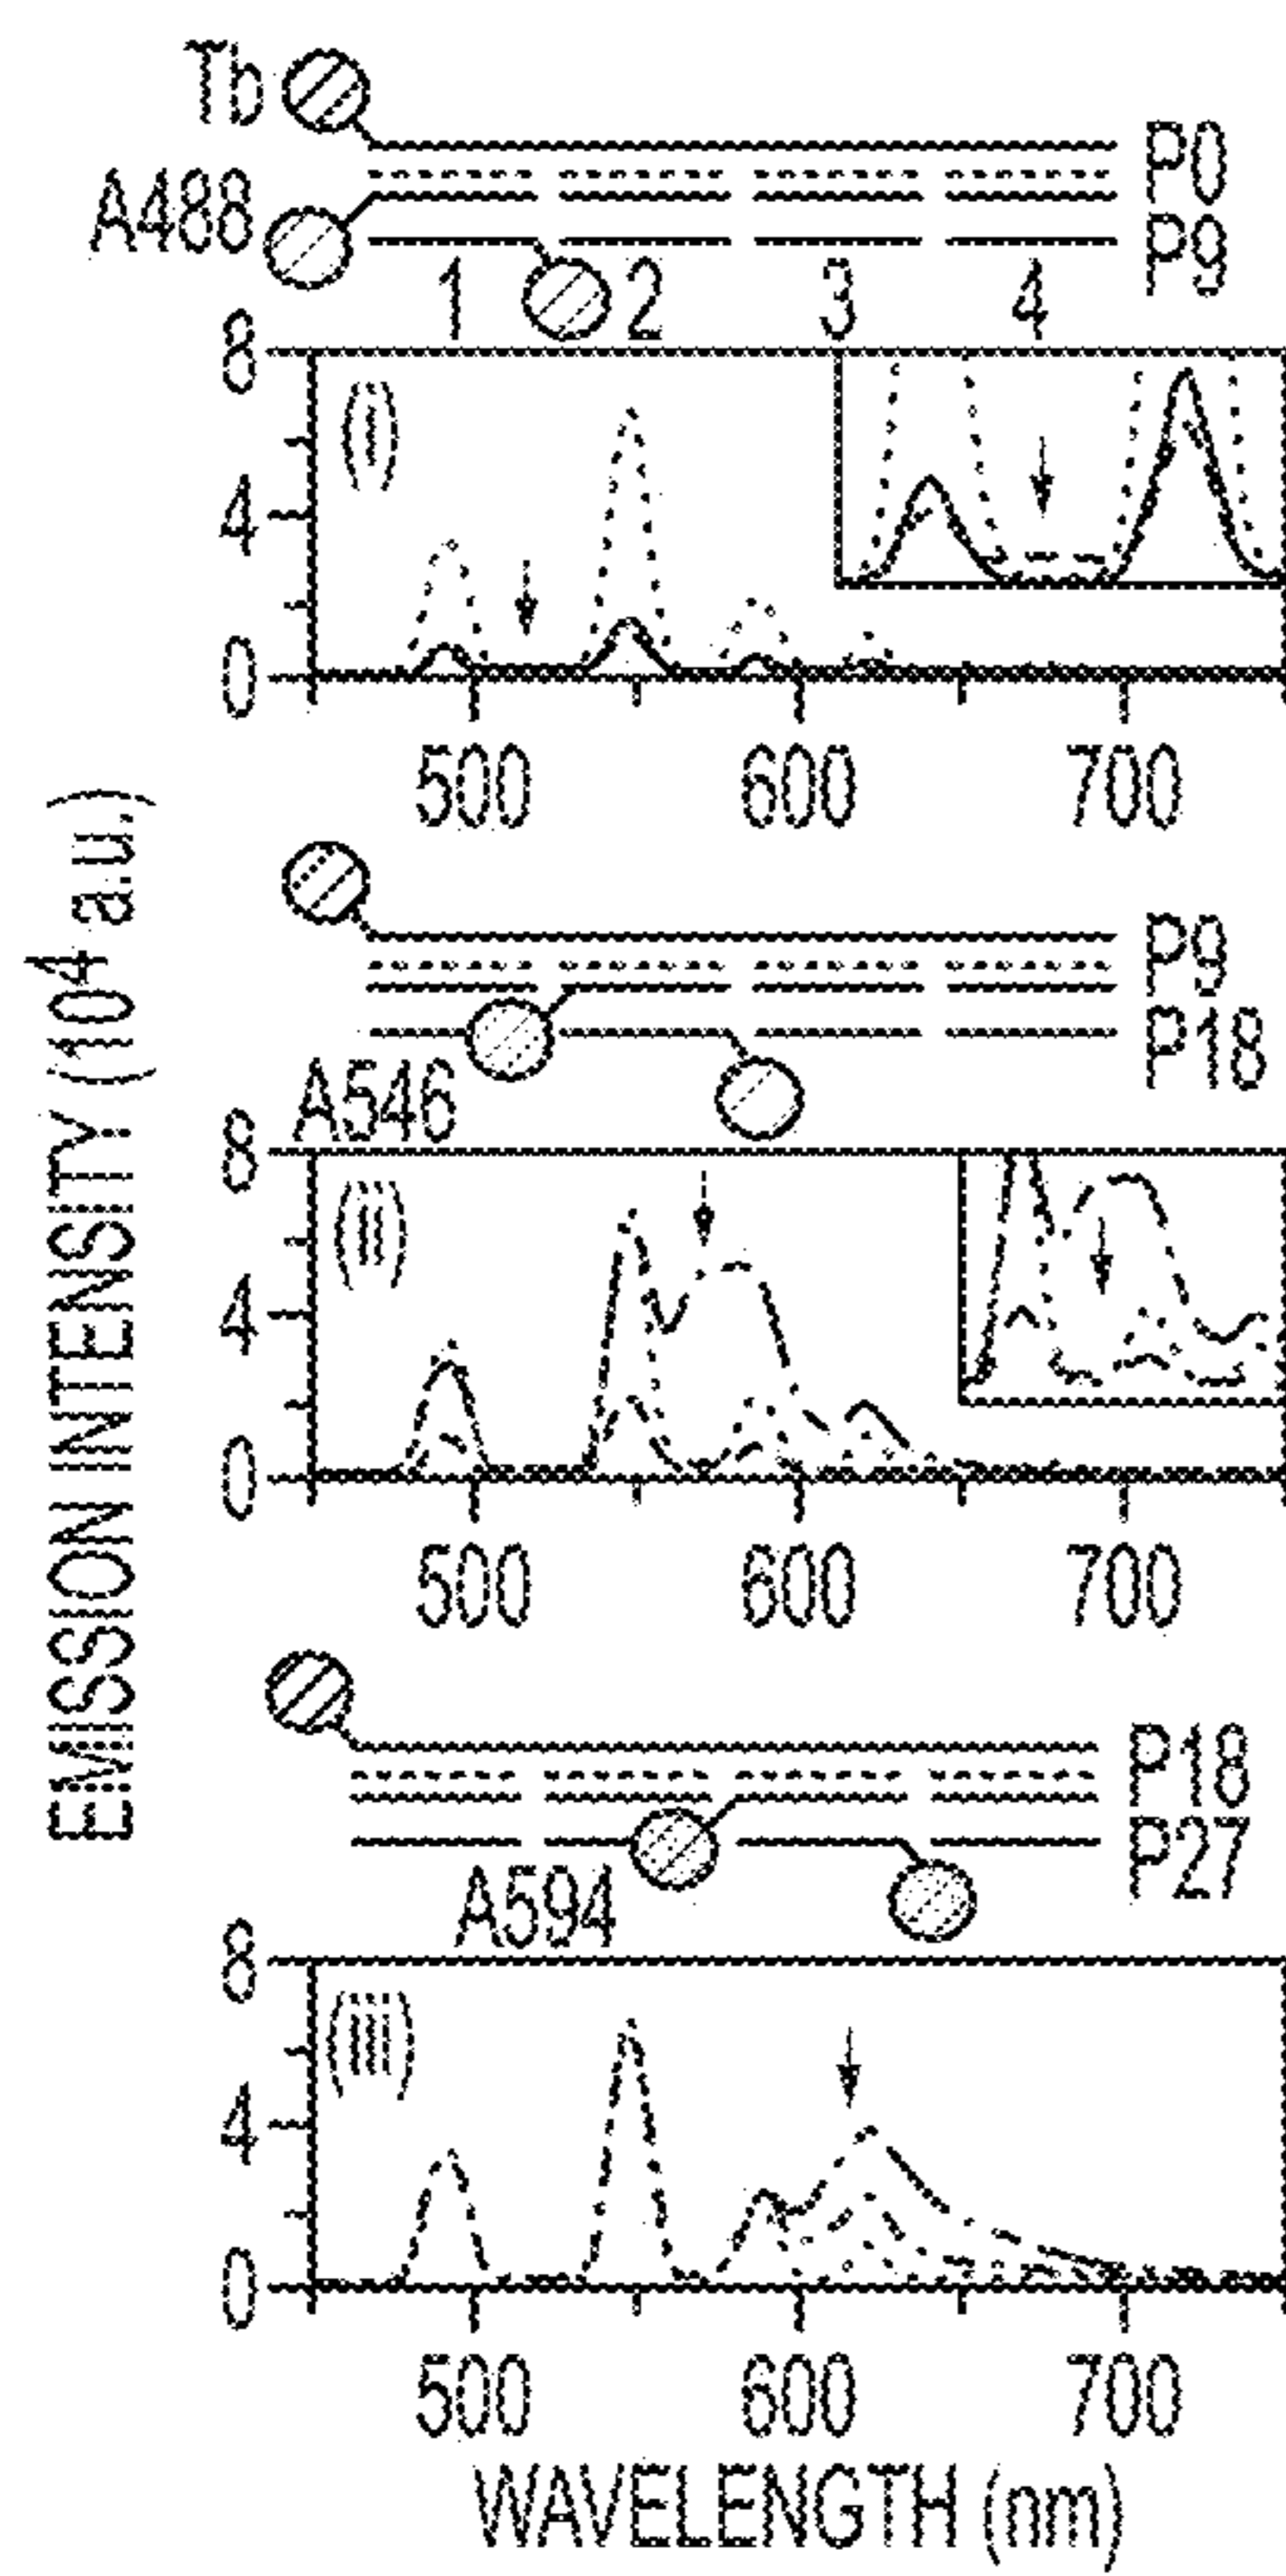 Tb
P0
A488
P9
1 2 3 4
8
(i)
4
0
500 600 700
EMISSION INTENSITY (10⁴ a.u.)
P9
P18
A546
8
(ii)
4
0
500 600 700
P18
P27
A594
8
(iii)
4
0
500 600 700
WAVELENGTH (nm)